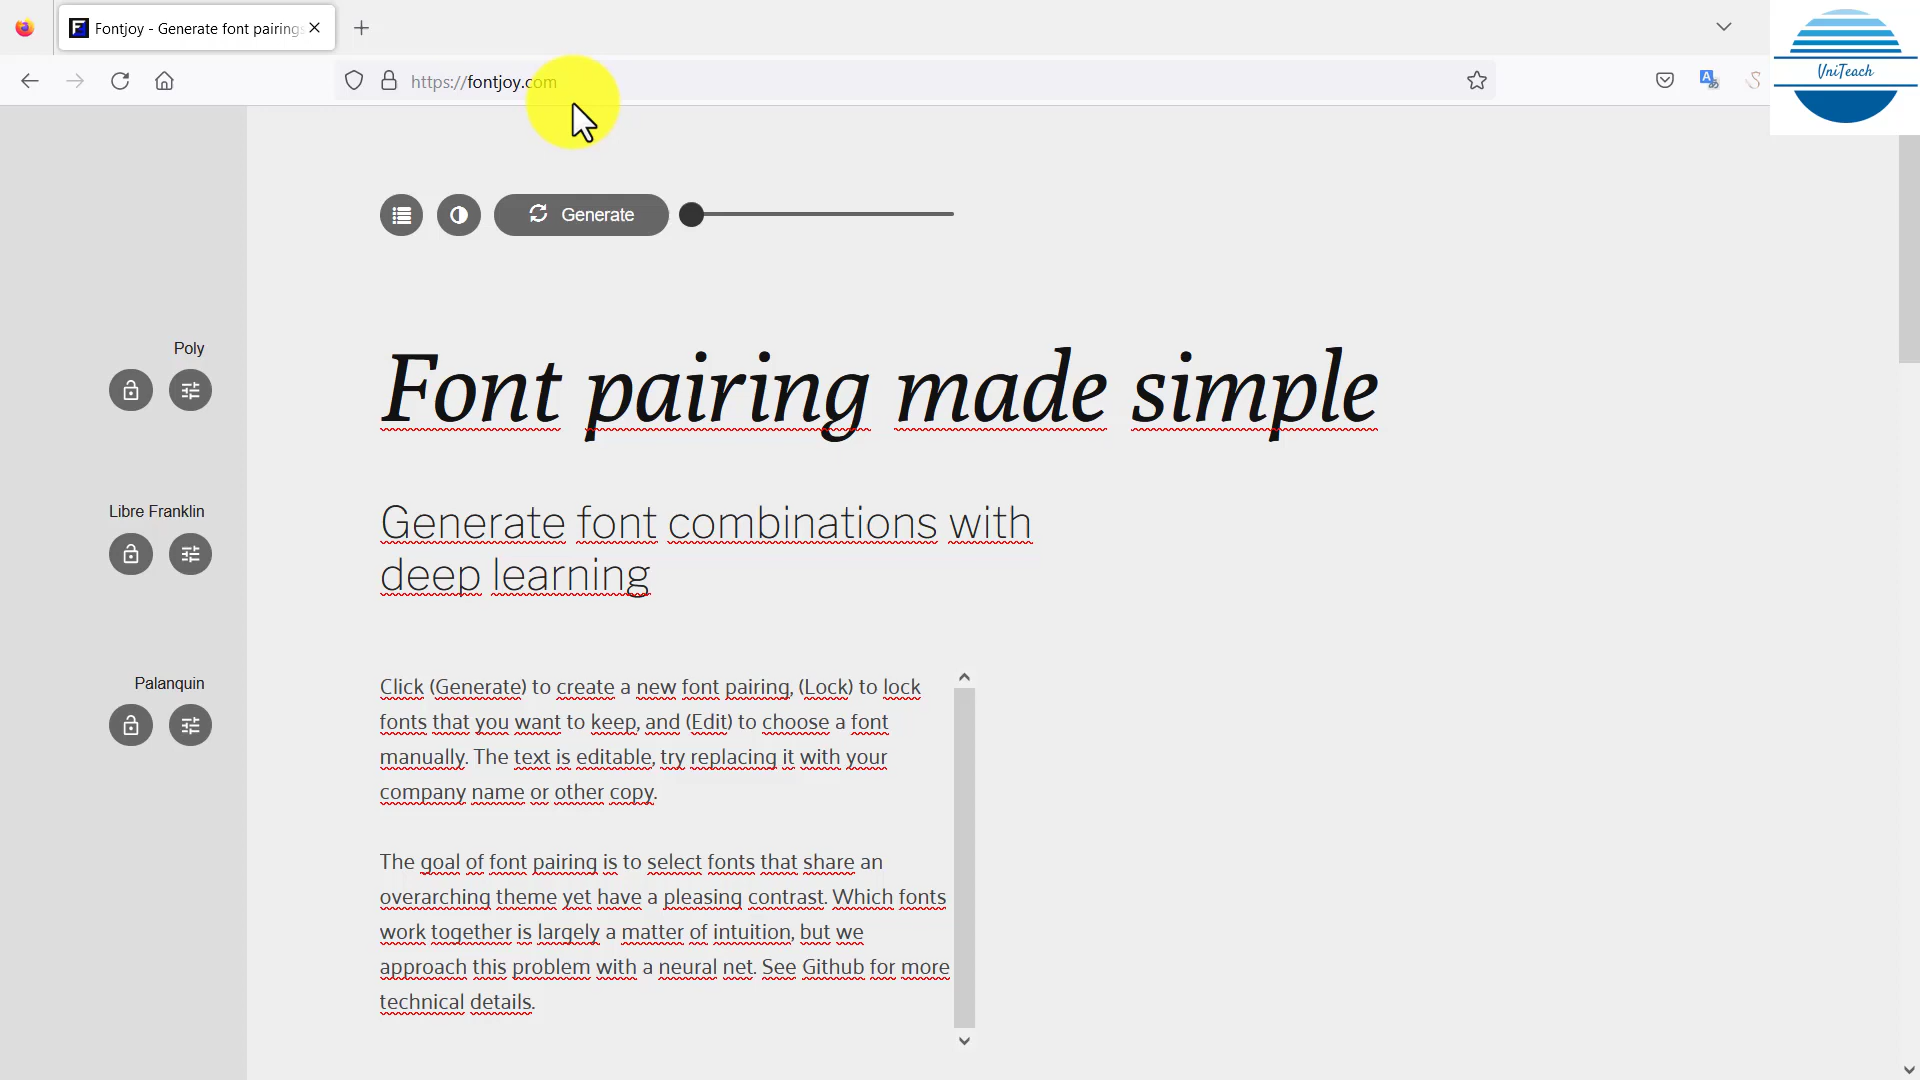 Fontjoy - Generate font pairings
https://fontjoy.com
UniTeach
Generate
Poly
Font pairing made simple
Libre Franklin
Generate font combinations with
deep learning
Palanquin
Click (Generate) to create a new font pairing, (Lock) to lock
fonts that you want to keep, and (Edit) to choose a font
manually. The text is editable, try replacing it with your
company name or other copy.
The goal of font pairing is to select fonts that share an
overarching theme yet have a pleasing contrast. Which fonts
work together is largely a matter of intuition, but we
approach this problem with a neural net. See Github for more
technical details.